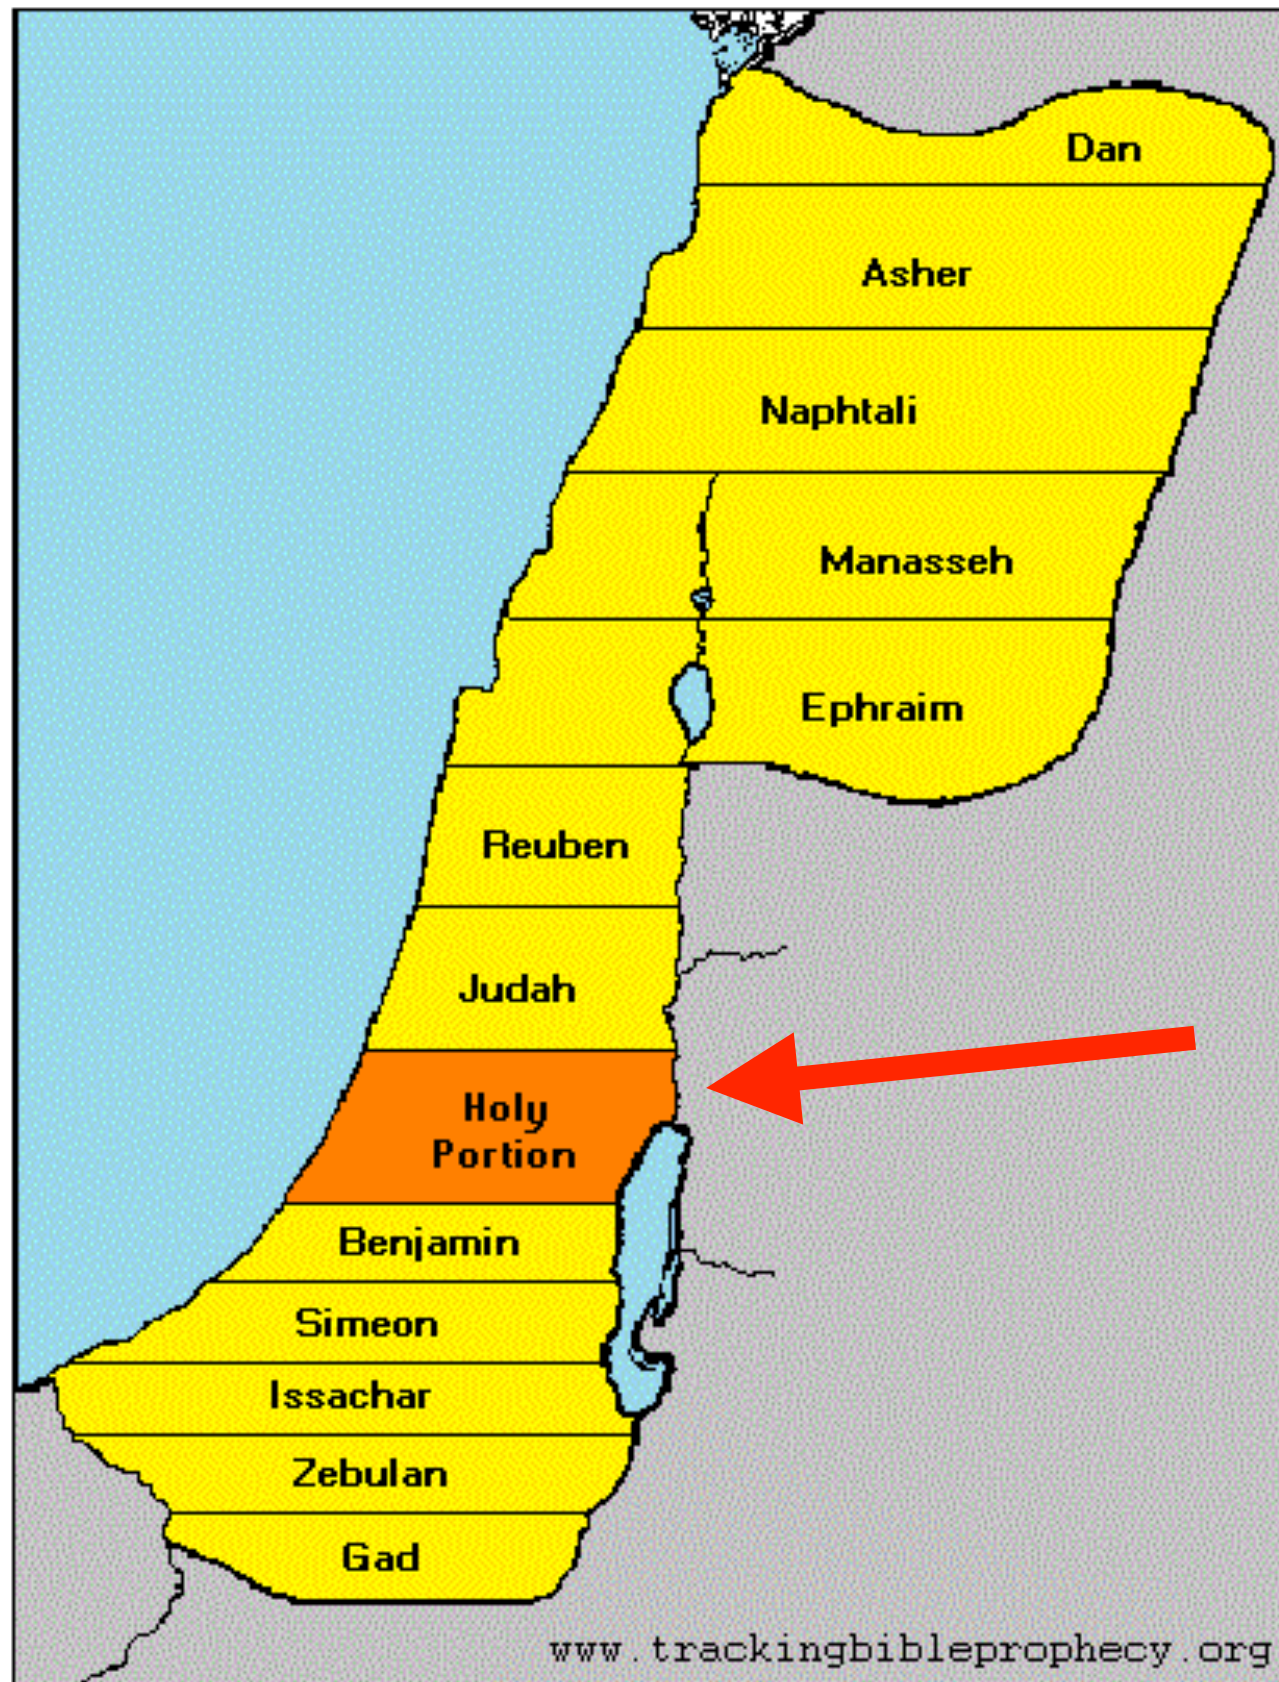 Dan
Asher
Naphtali
Manasseh
Ephraim
Reuben
Judah
Holy
Portion
Benjamin
Simeon
Issachar
Zebulan
Gad
www.trackingbibleprophecy.org